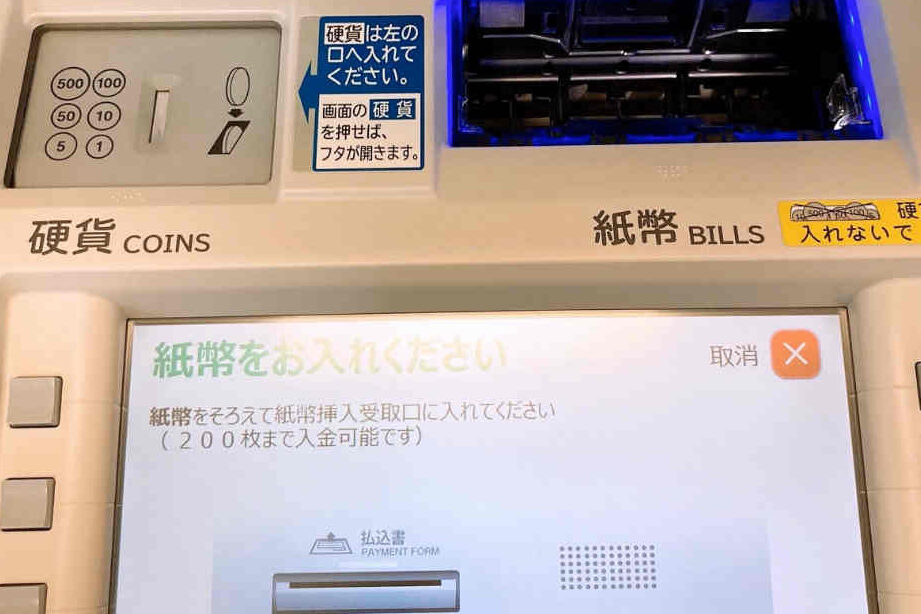 500 100
50 10
5 1
硬貨は左の
口へ入れて
ください。
画面の 硬貨
を押せば、
フタが開きます。
硬貨 COINS
紙幣 BILLS
入れないで
紙幣をお入れください
取消
紙幣をそろえて紙幣挿入受取口に入れてください
(200枚まで入金可能です)
払込書
PAYMENT FORM